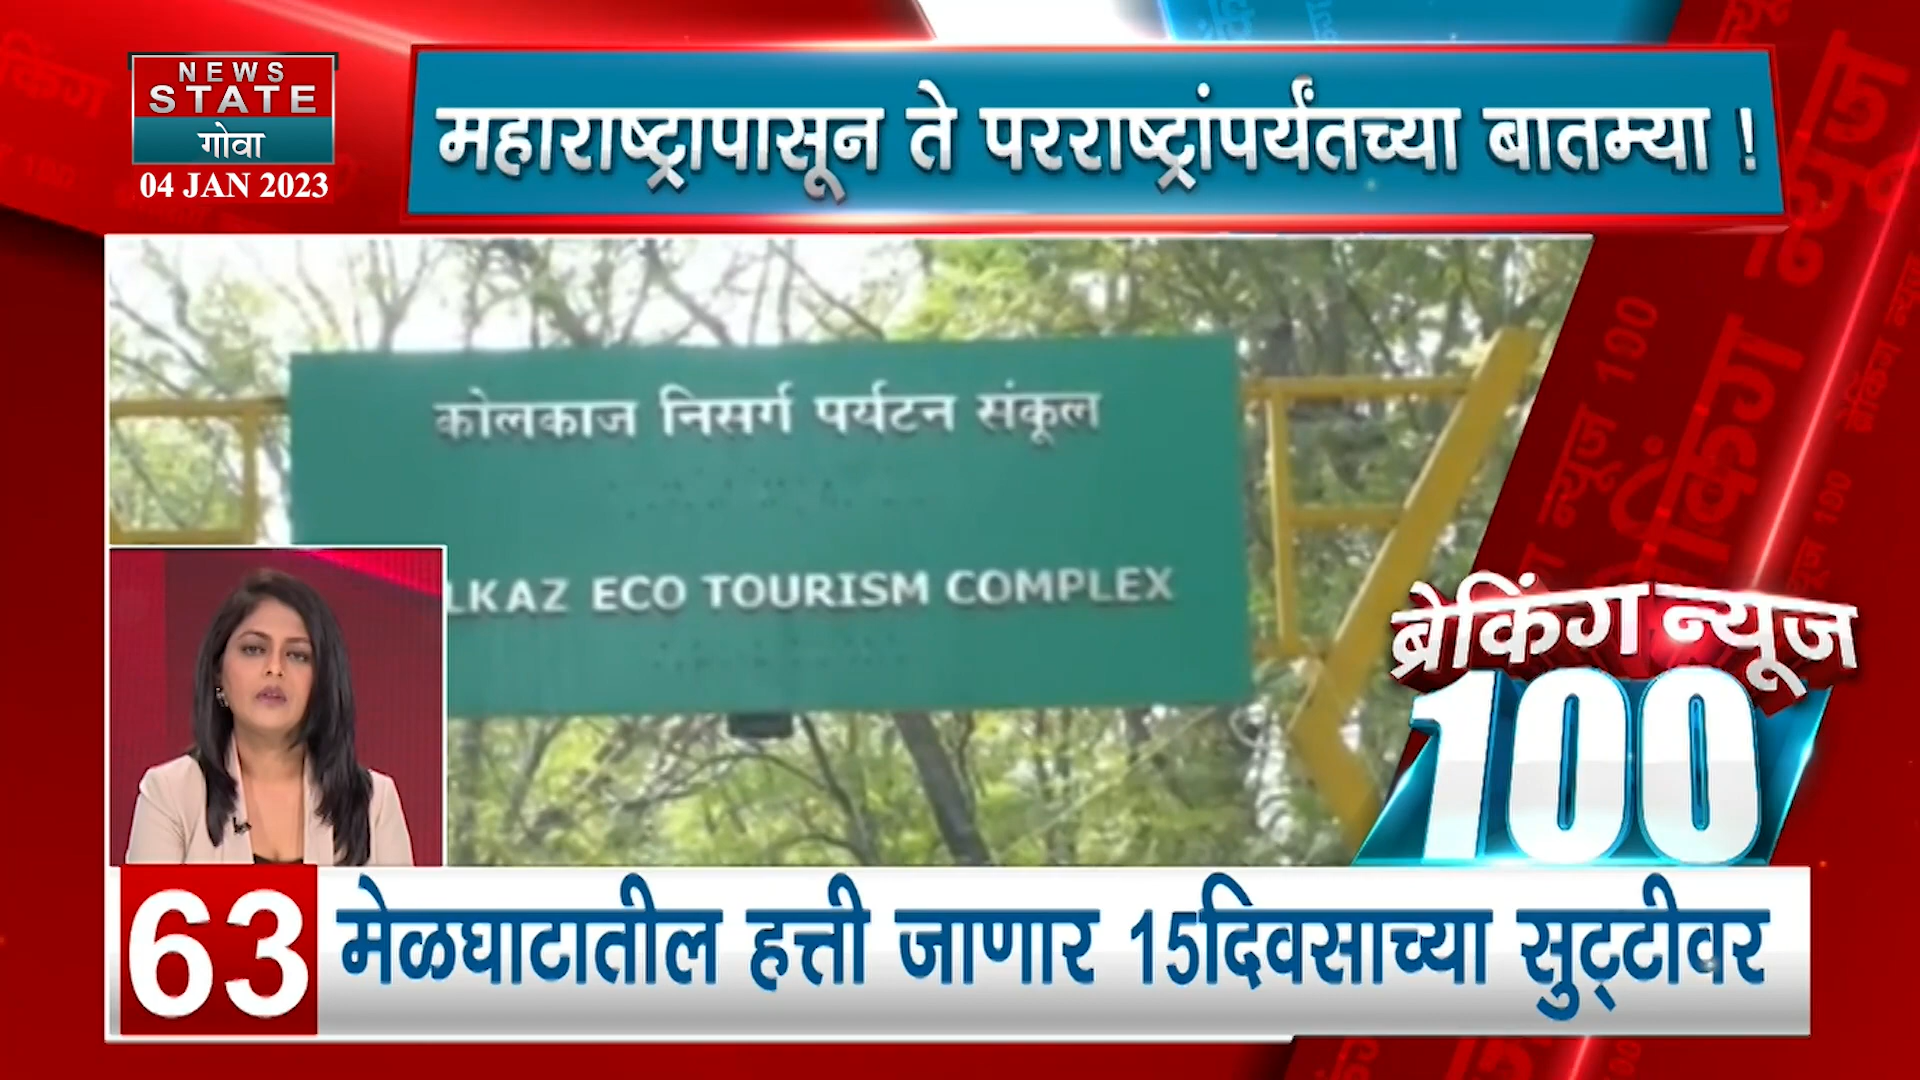 NEWS
STATE
गोवा
04 JAN 2023
महाराष्ट्रापासून ते परराष्ट्रांपर्यंतच्या बातम्या !
कोलकाज निसर्ग पर्यटन संकूल
LKAZ ECO TOURISM COMPLEX
ब्रेकिंग न्यूज
100
63 मेळघाटातील हत्ती जाणार 15दिवसाच्या सुट्टीवर